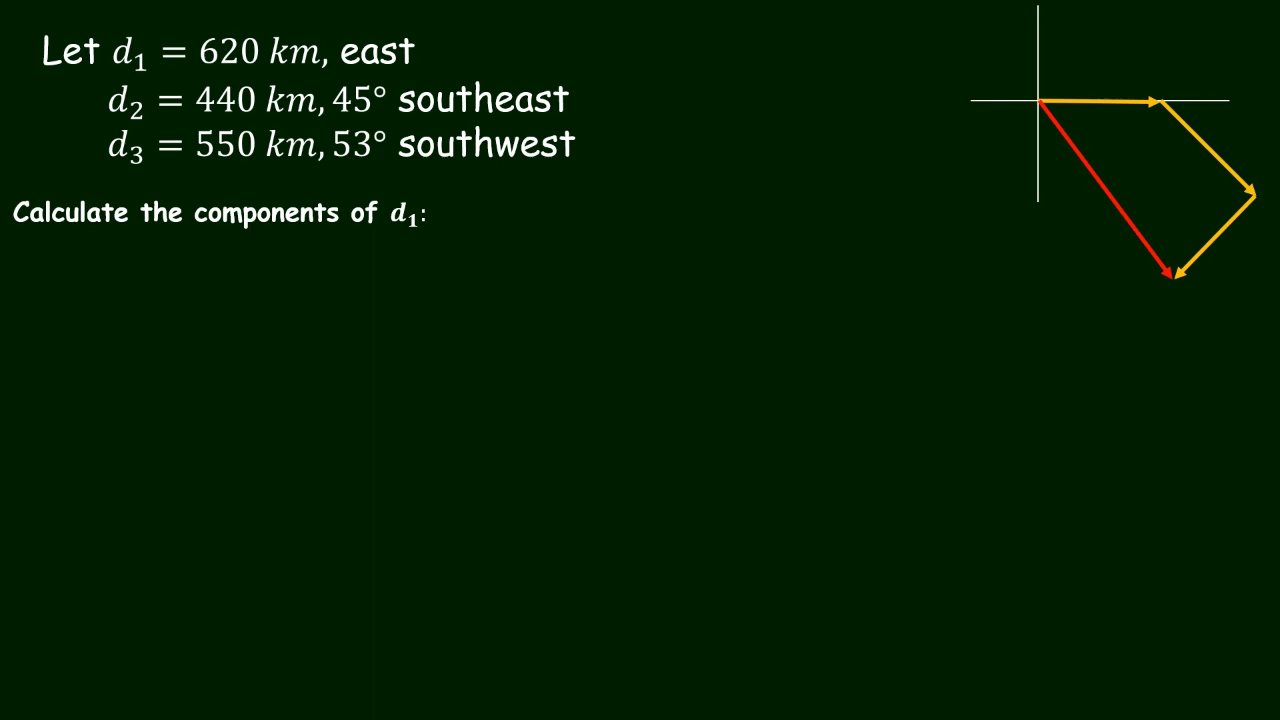 Let d₁ = 620 km, east
d₂ = 440 km, 45° southeast
d₃ = 550 km, 53° southwest
Calculate the components of d₁: